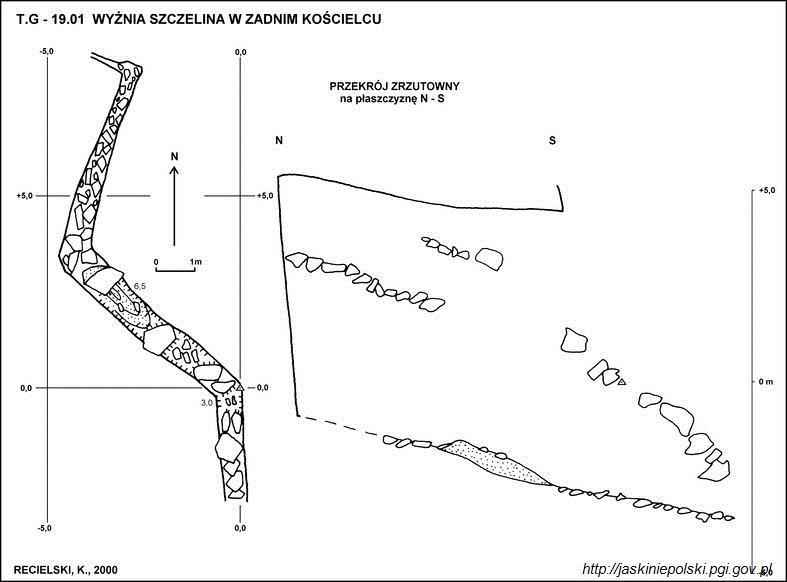 T.G - 19.01 WYŻNIA SZCZELINA W ZADNIM KOŚCIELCU
-5,0
0,0
PRZEKRÓJ ZRZUTOWNY
na płaszczyznę N - S
N
S
N
+5,0
+5,0
+5,0
0 1m
6,5
0,0
0,0
0 m
3,0
-5,0
0,0
RECIELSKI, K., 2000
http://jaskiniepolski.pgi.gov.pl